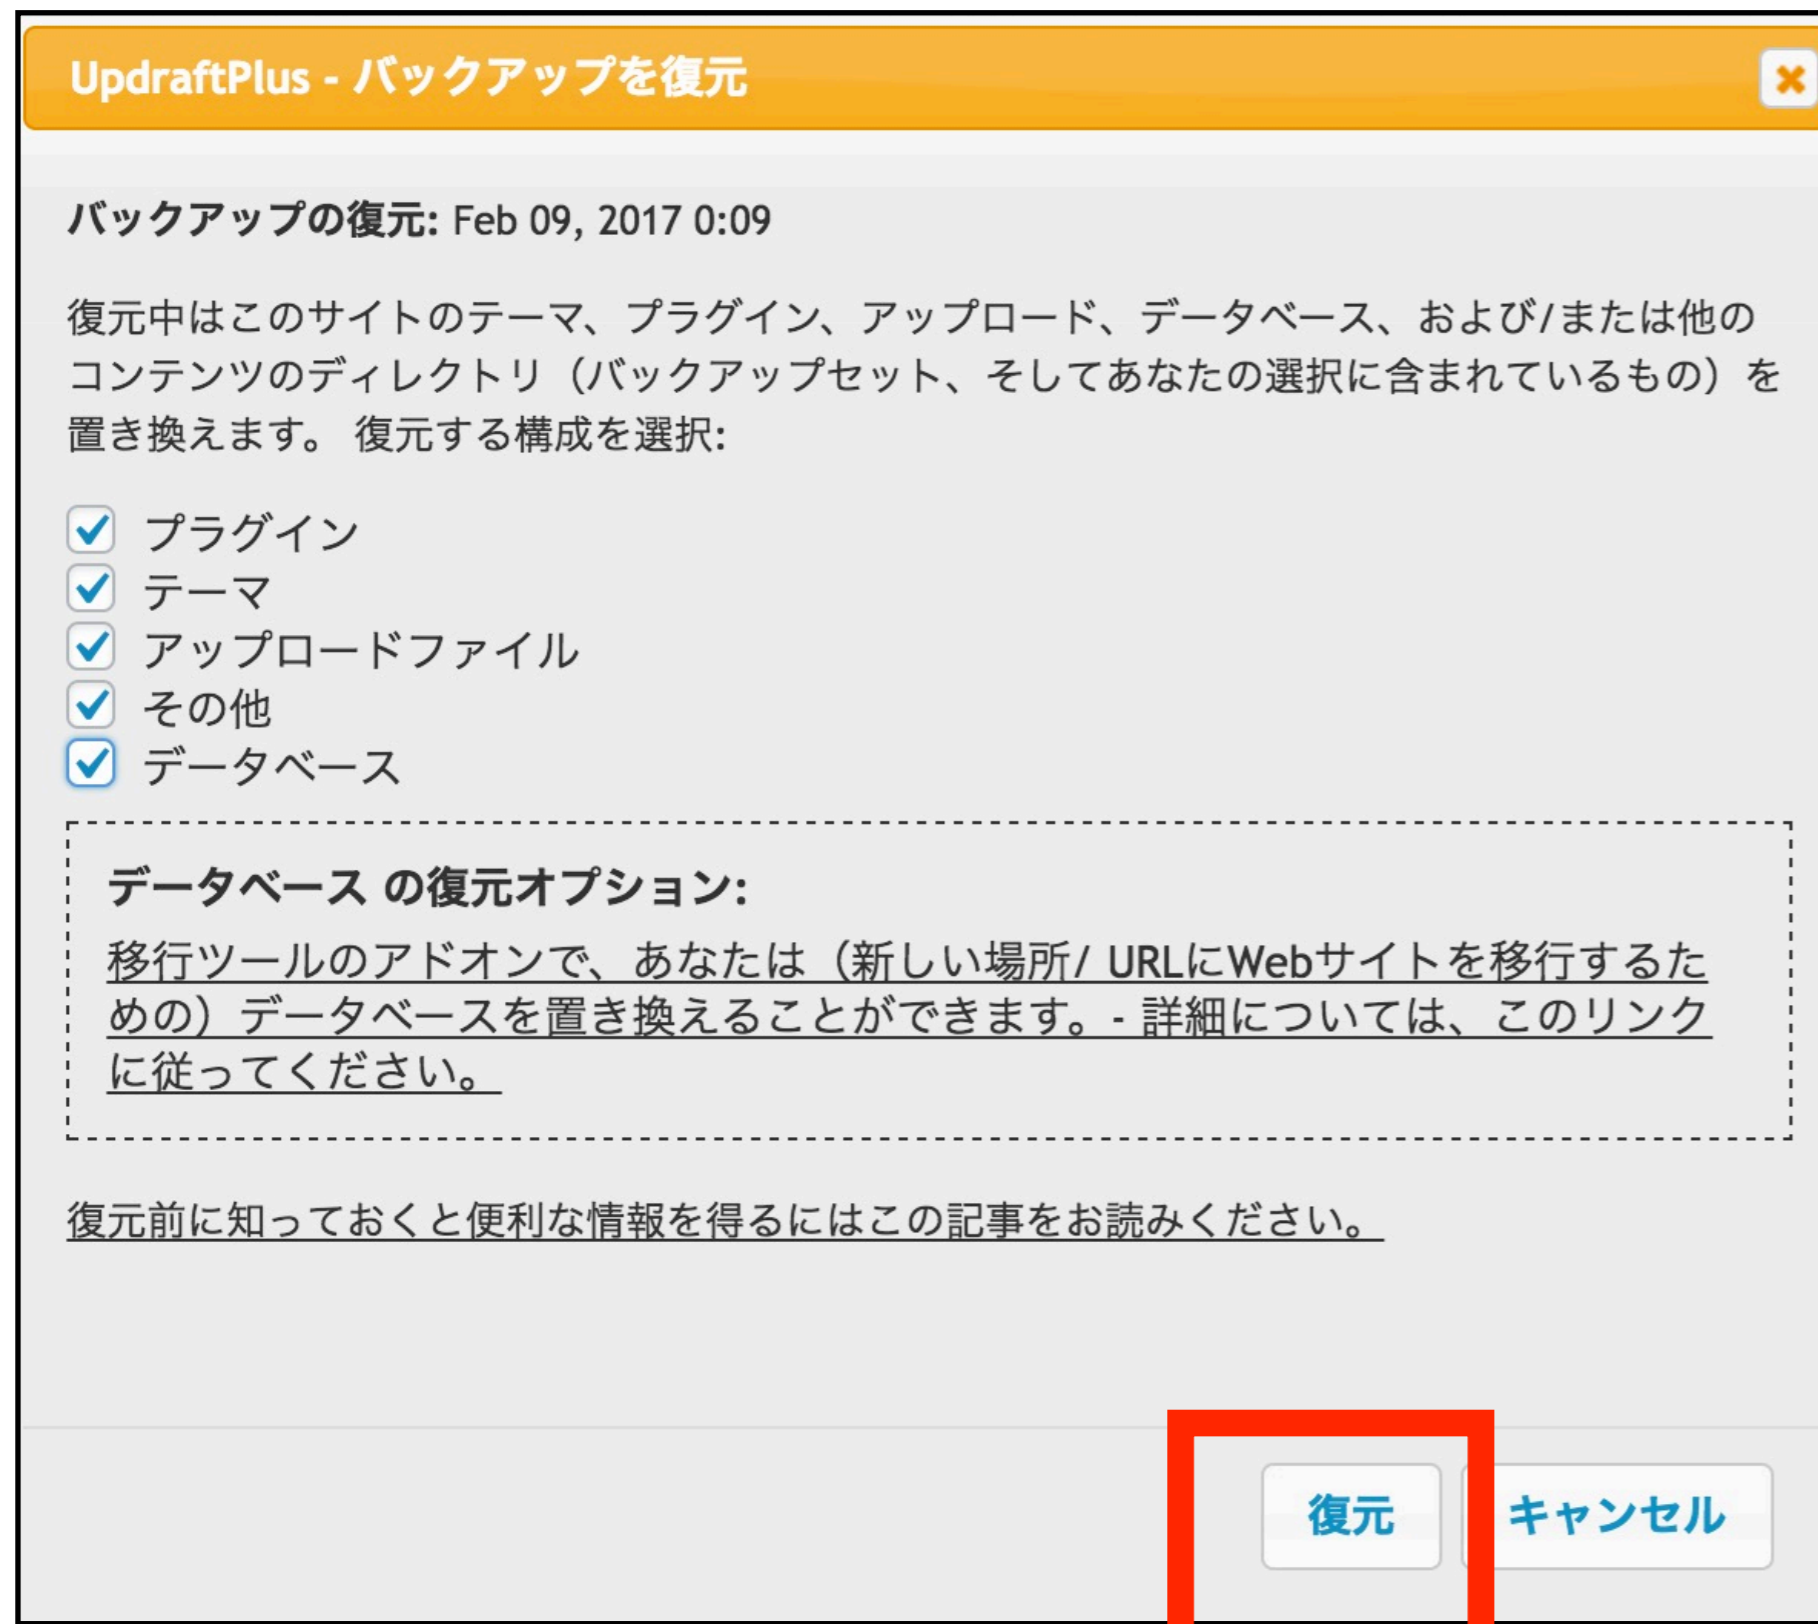 UpdraftPlus - バックアップを復元
バックアップの復元: Feb 09, 2017 0:09
復元中はこのサイトのテーマ、プラグイン、アップロード、データベース、および/または他の
コンテンツのディレクトリ（バックアップセット、そしてあなたの選択に含まれているもの）を
置き換えます。 復元する構成を選択:
プラグイン
テーマ
アップロードファイル
その他
データベース
データベース の復元オプション:
移行ツールのアドオンで、あなたは（新しい場所/ URLにWebサイトを移行するた
めの）データベースを置き換えることができます。- 詳細については、このリンク
に従ってください。
復元前に知っておくと便利な情報を得るにはこの記事をお読みください。
復元 キャンセル